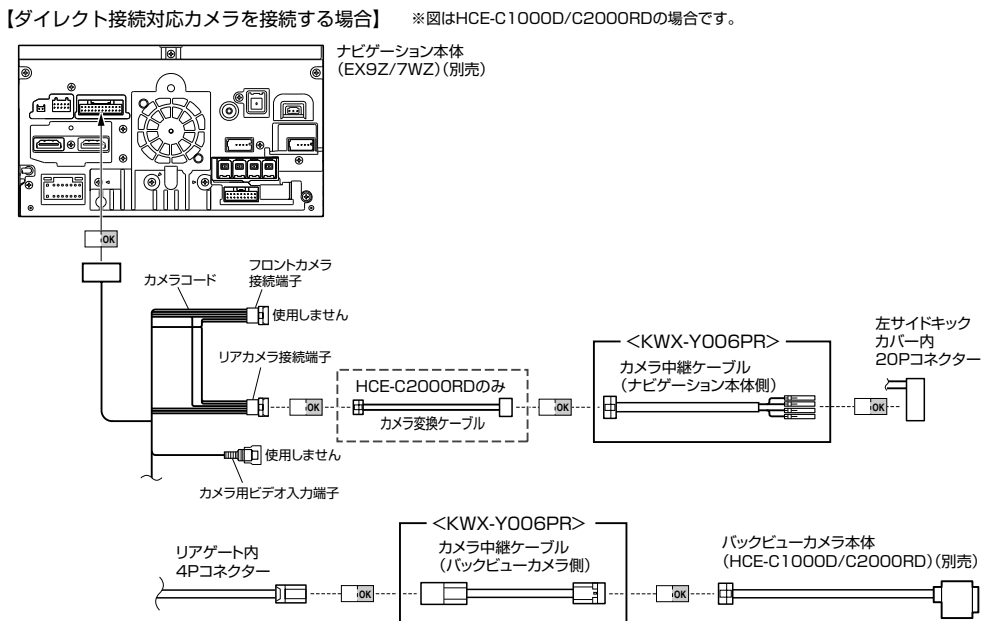 【ダイレクト接続対応カメラを接続する場合】 ※図はHCE-C1000D/C2000RDの場合です。
ナビゲーション本体
(EX9Z/7WZ)(別売)
OK
カメラコード
フロントカメラ
接続端子
使用しません
リアカメラ接続端子
OK
HCE-C2000RDのみ
カメラ変換ケーブル
OK
<KWX-Y006PR>
カメラ中継ケーブル
(ナビゲーション本体側)
OK
左サイドキック
カバー内
20Pコネクター
使用しません
カメラ用ビデオ入力端子
リアゲート内
4Pコネクター
OK
<KWX-Y006PR>
カメラ中継ケーブル
(バックビューカメラ側)
OK
バックビューカメラ本体
(HCE-C1000D/C2000RD)(別売)